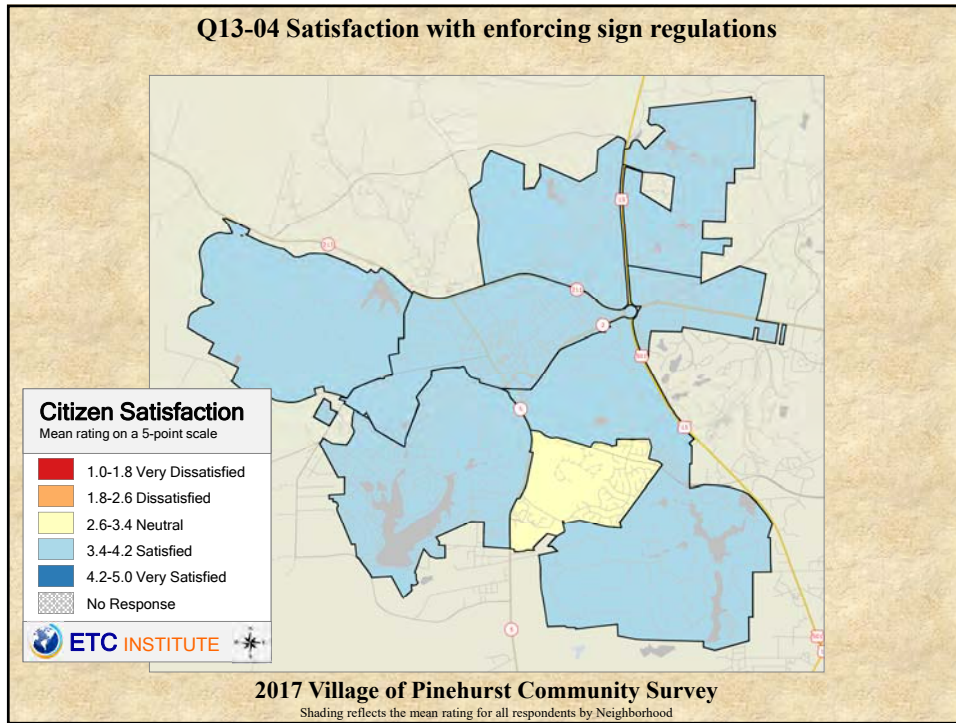 Q13-04 Satisfaction with enforcing sign regulations
Citizen Satisfaction
Mean rating on a 5-point scale
1.0-1.8 Very Dissatisfied
1.8-2.6 Dissatisfied
2.6-3.4 Neutral
3.4-4.2 Satisfied
4.2-5.0 Very Satisfied
No Response
ETC INSTITUTE
2017 Village of Pinehurst Community Survey
Shading reflects the mean rating for all respondents by Neighborhood